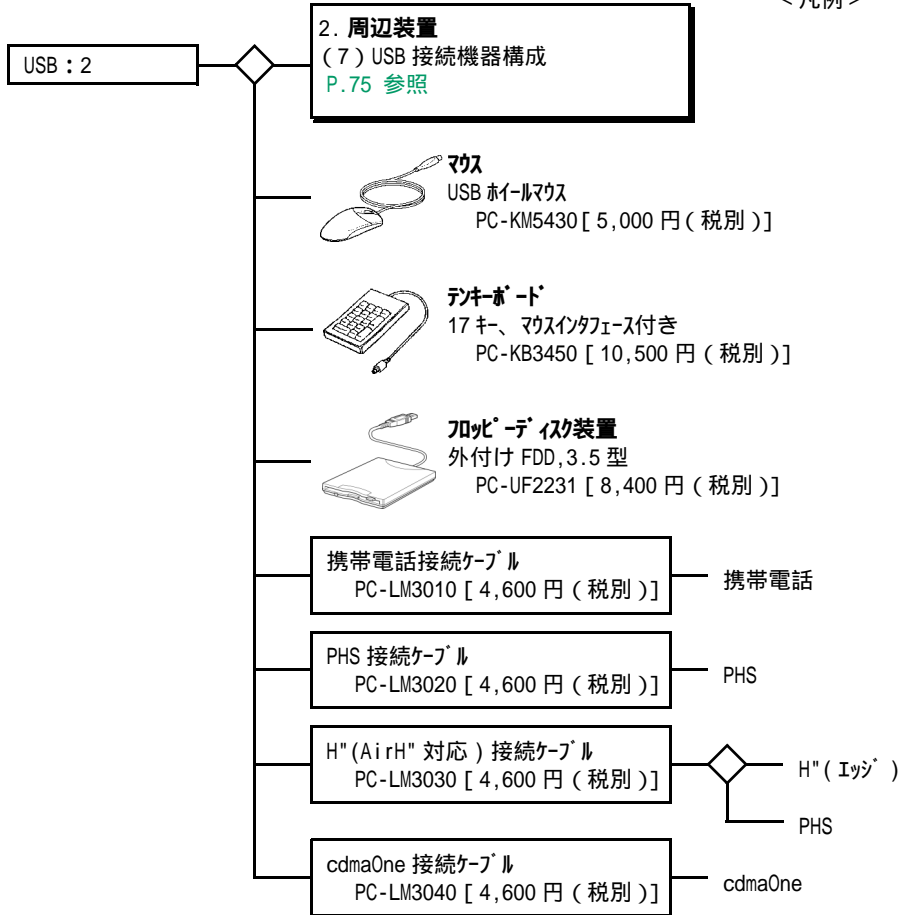 <凡例>
USB:2
2. 周辺装置
(7)USB 接続機器構成
P.75 参照
マウス
USB ホイールマウス
PC-KM5430[ 5,000 円(税別)]
テンキーボード
17 キー、マウスインタフェース付き
PC-KB3450 [ 10,500 円(税別)]
フロッピーディスク装置
外付け FDD,3.5 型
PC-UF2231 [ 8,400 円(税別)]
携帯電話接続ケーブル
PC-LM3010 [ 4,600 円(税別)]
携帯電話
PHS 接続ケーブル
PC-LM3020 [ 4,600 円(税別)]
PHS
H"(AirH" 対応)接続ケーブル
PC-LM3030 [ 4,600 円(税別)]
H"(エッジ)
PHS
cdmaOne 接続ケーブル
PC-LM3040 [ 4,600 円(税別)]
cdmaOne